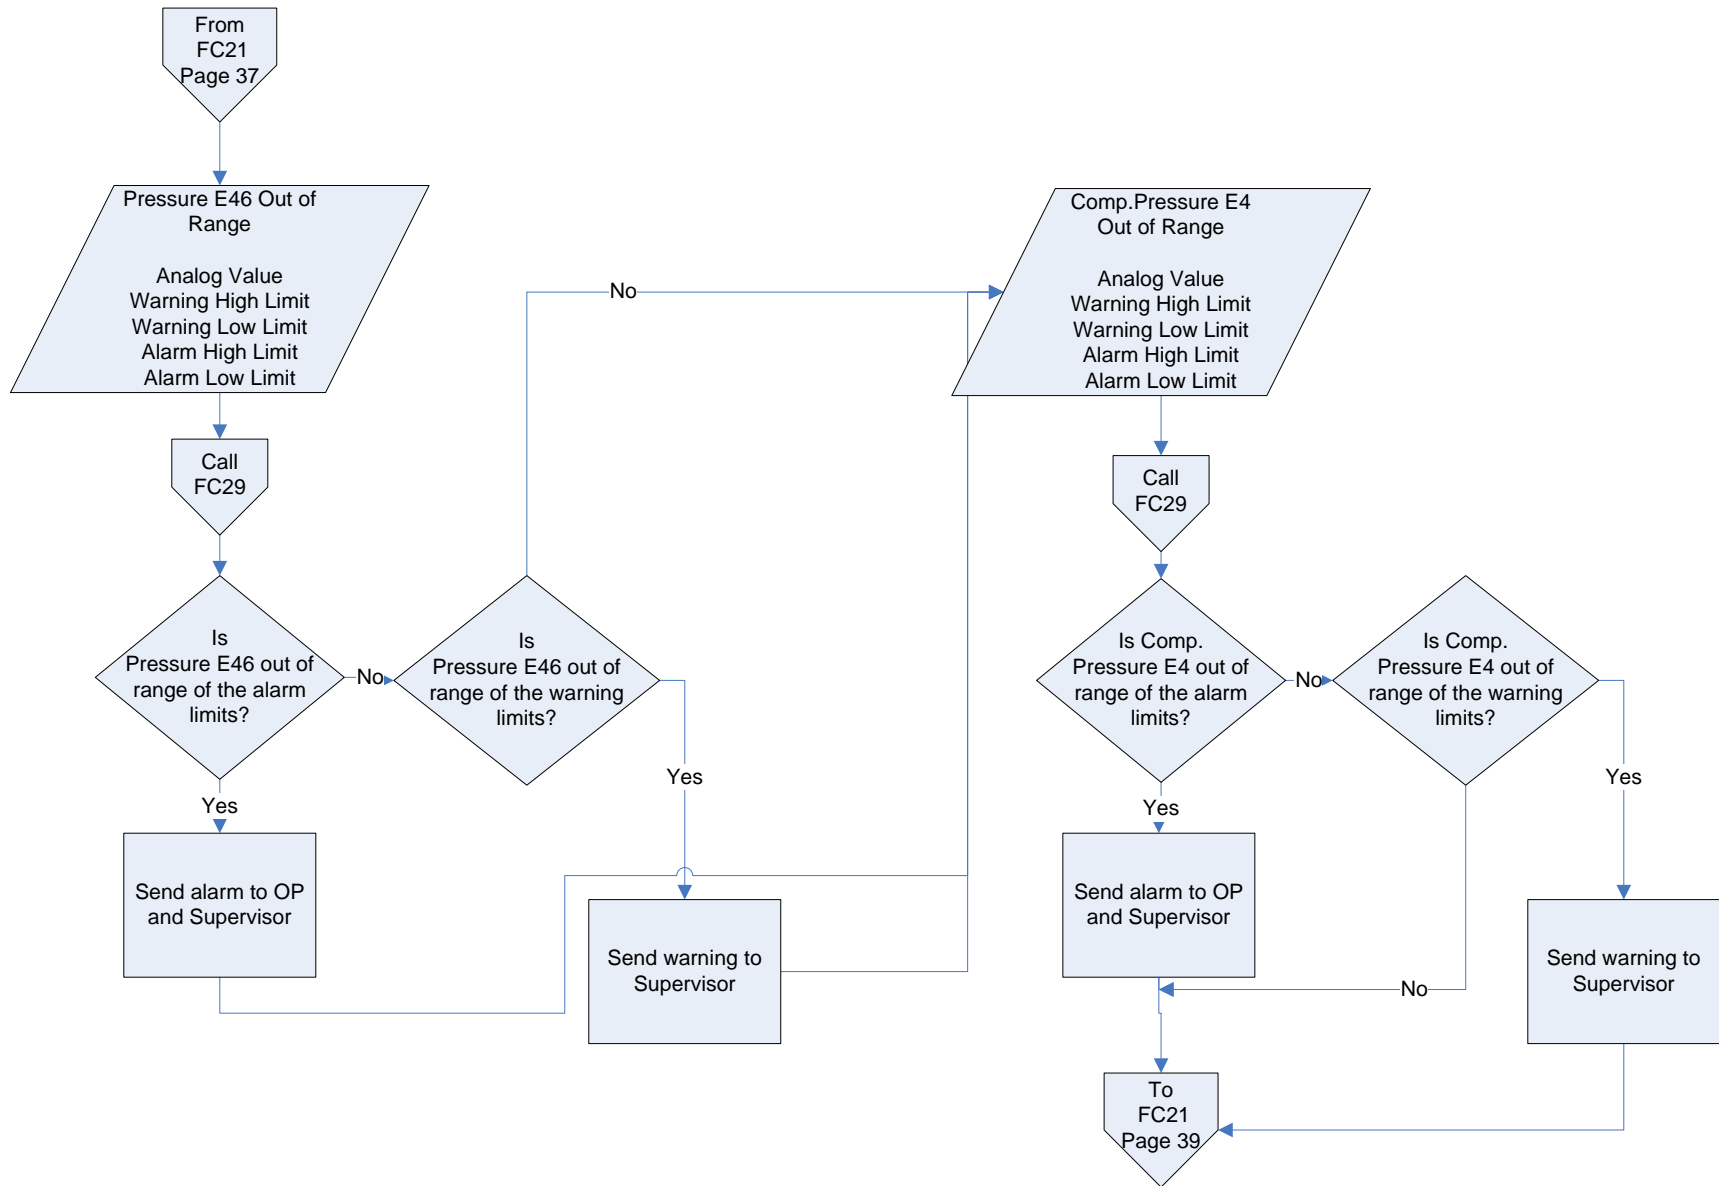 From
FC21
Page 37
Pressure E46 Out of
Range
Analog Value
Warning High Limit
Warning Low Limit
Alarm High Limit
Alarm Low Limit
Call
FC29
Is
Pressure E46 out of
range of the alarm
limits?
No
Is
Pressure E46 out of
range of the warning
limits?
No
Yes
Send alarm to OP
and Supervisor
Yes
Send warning to
Supervisor
Comp.Pressure E4
Out of Range
Analog Value
Warning High Limit
Warning Low Limit
Alarm High Limit
Alarm Low Limit
Call
FC29
Is Comp.
Pressure E4 out of
range of the alarm
limits?
No
Is Comp.
Pressure E4 out of
range of the warning
limits?
Yes
Send alarm to OP
and Supervisor
No
Yes
Send warning to
Supervisor
To
FC21
Page 39